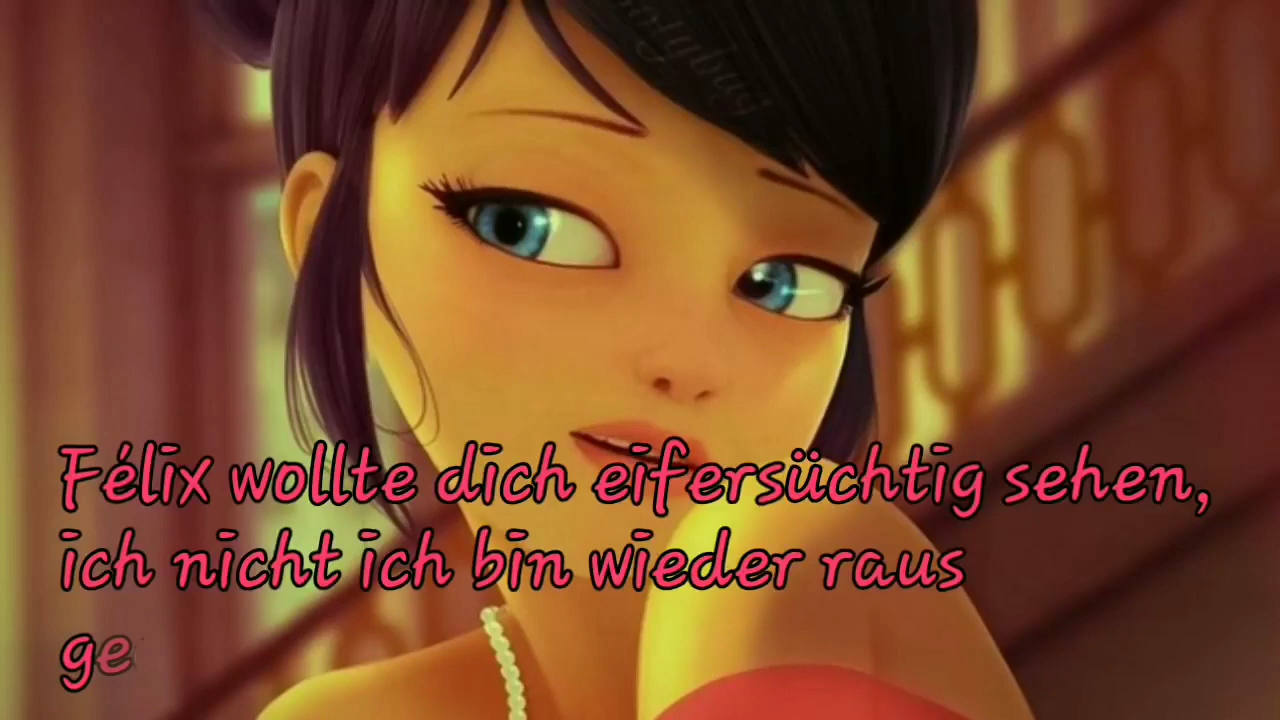 Félix wollte dich eifersüchtig sehen,
ich nicht ich bin wieder raus
ge